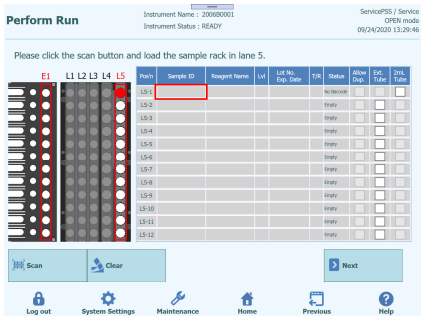 Perform Run
Instrument Name : 200680001
Instrument Status : READY
ServicePSS / Service
OPEN mode
09/24/2020 13:29:46
Please click the scan button and load the sample rack in lane 5.
E1 L1 L2 L3 L4 L5
Pos'n Sample ID Reagent Name Lvl Lot No. Exp. Date T/R Status Allow Dup. Ext. Tube 2mL Tube
L5-1 No Barcode
L5-2 Empty
L5-3 Empty
L5-4 Empty
L5-5 Empty
L5-6 Empty
L5-7 Empty
L5-8 Empty
L5-9 Empty
L5-10 Empty
L5-11 Empty
L5-12 Empty
Scan Clear Next
Log out System Settings Maintenance Home Previous Help